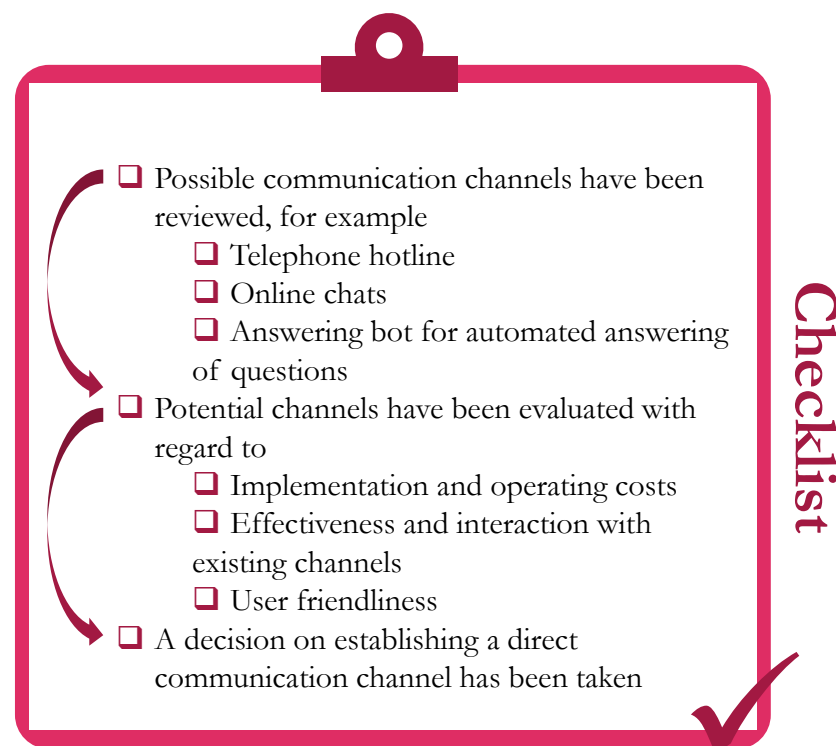 ❑ Possible communication channels have been
reviewed, for example
❑ Telephone hotline
❑ Online chats
❑ Answering bot for automated answering
of questions
❑ Potential channels have been evaluated with
regard to
❑ Implementation and operating costs
❑ Effectiveness and interaction with
existing channels
❑ User friendliness
❑ A decision on establishing a direct
communication channel has been taken
Checklist